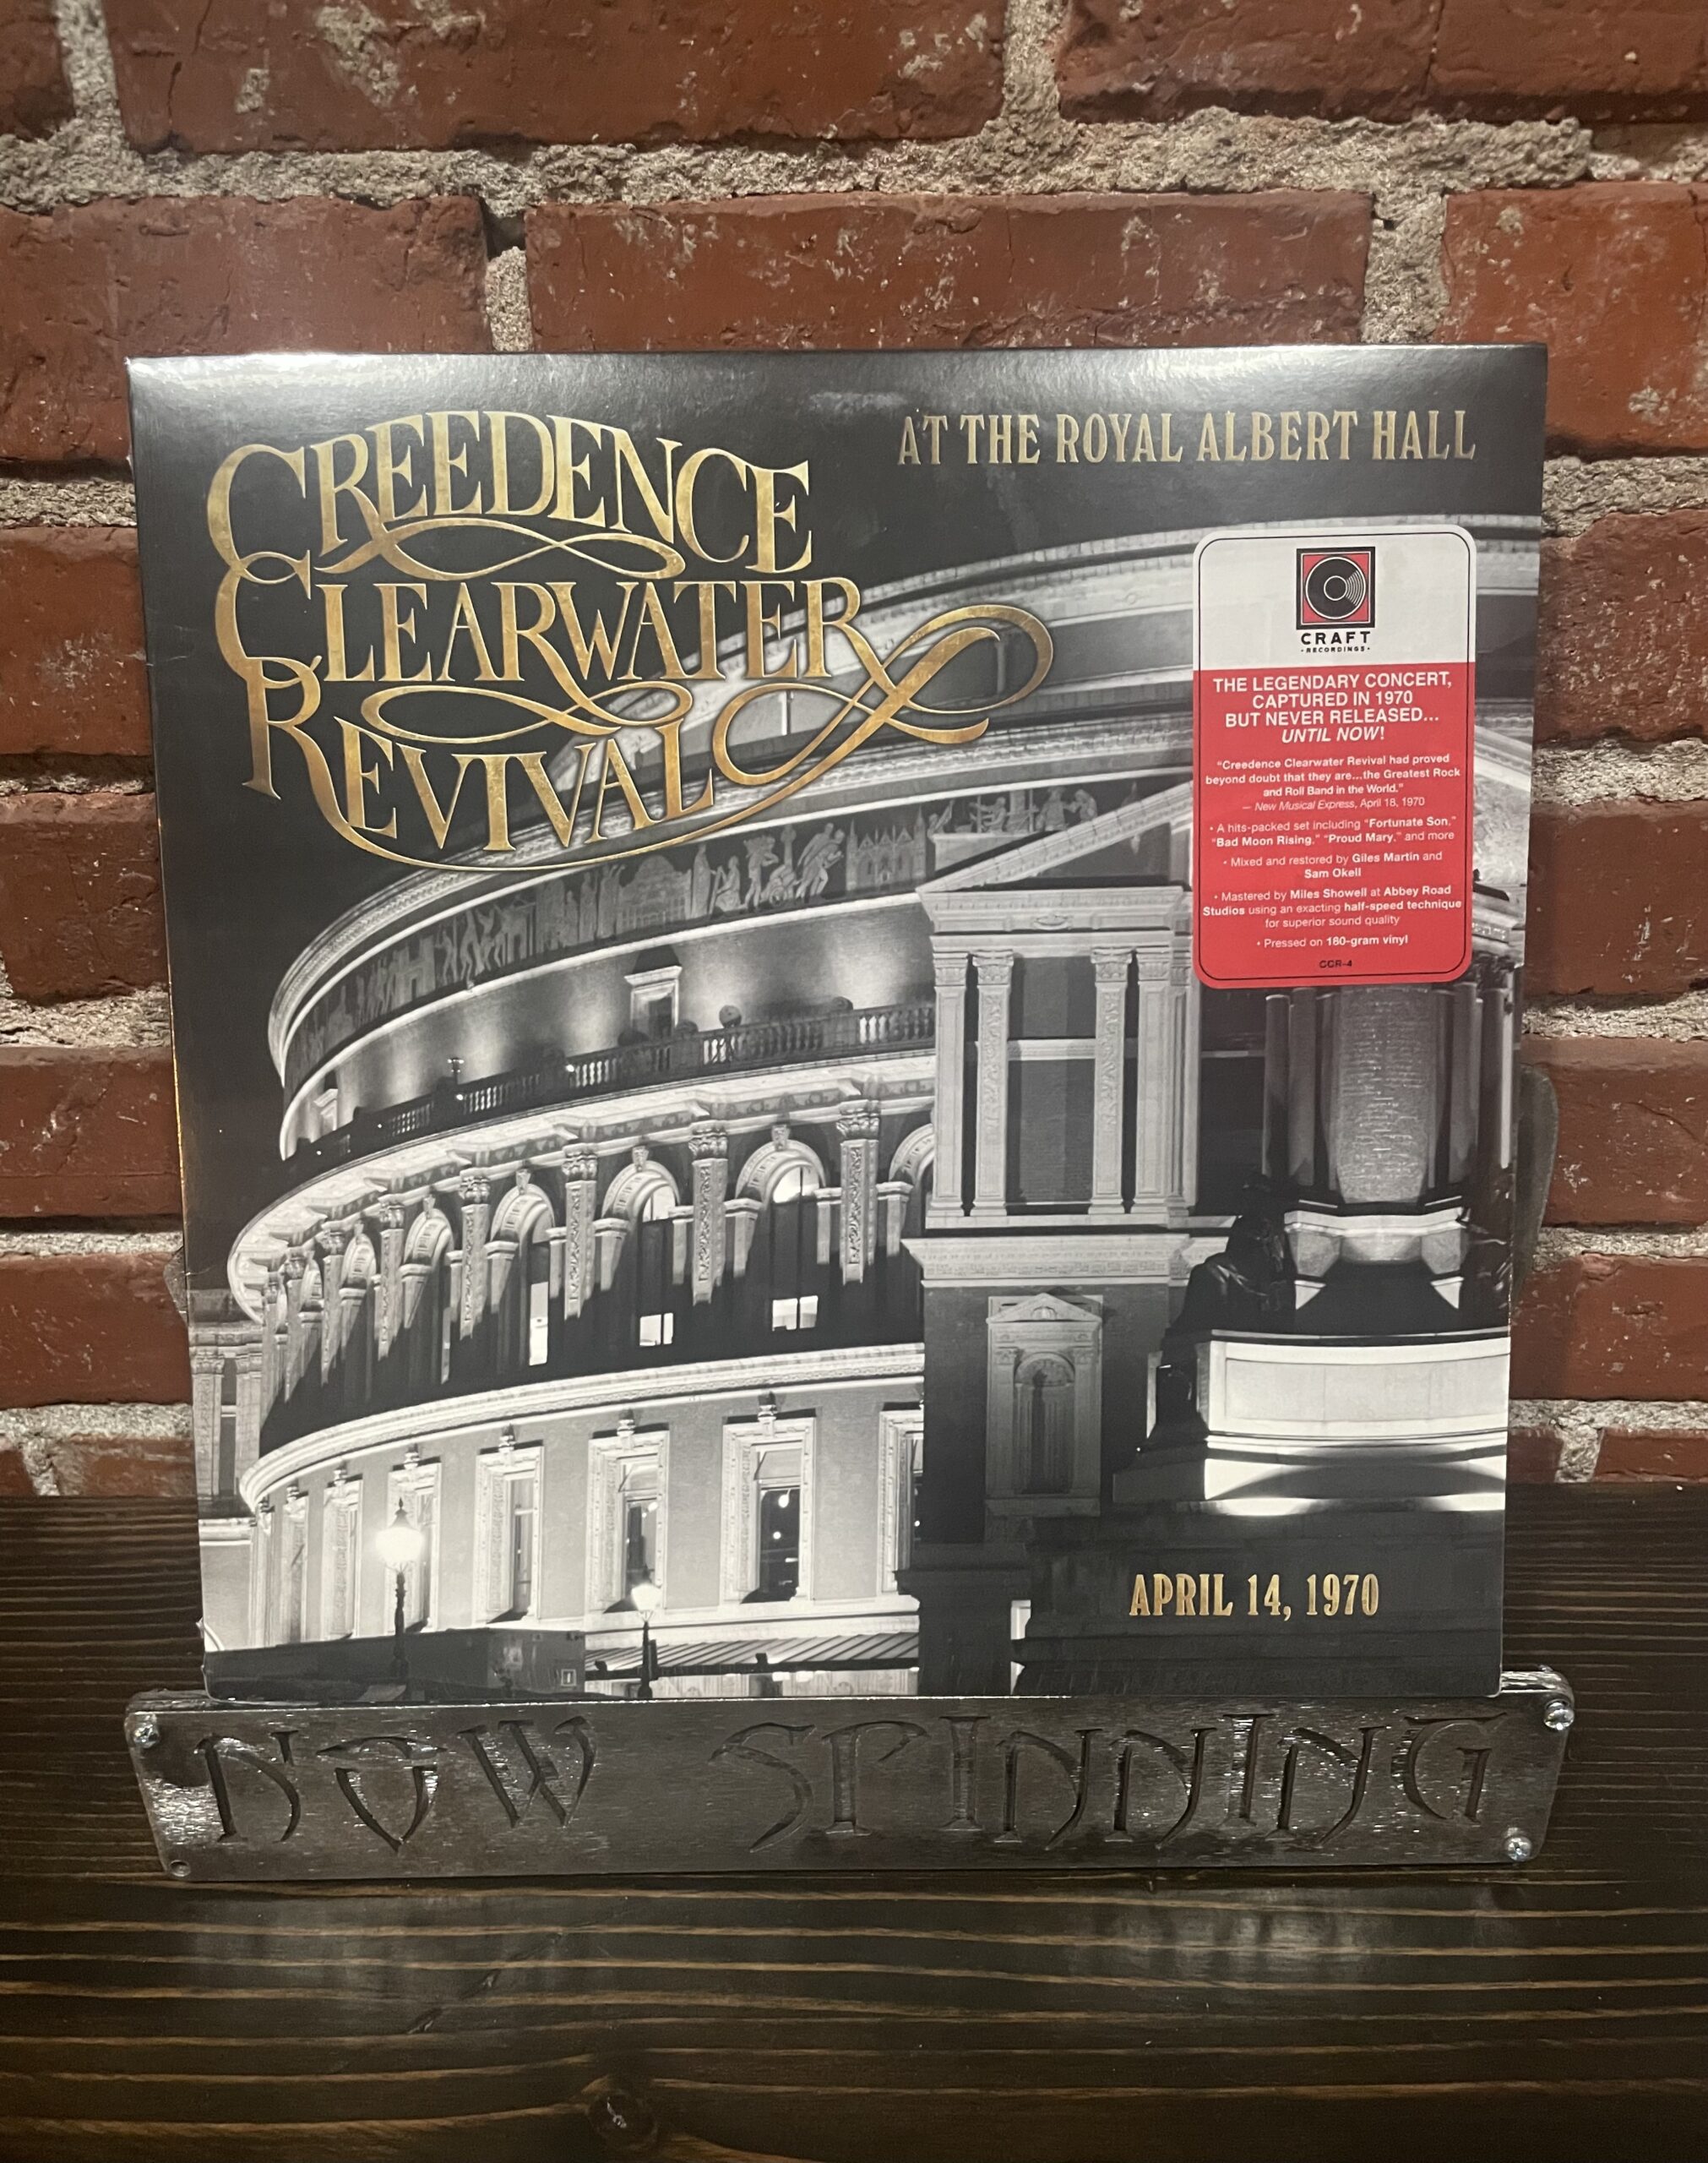 CREEDENCE
CLEARWATER
REVIVAL
AT THE ROYAL ALBERT HALL
CRAFT
·RECORDINGS·
THE LEGENDARY CONCERT,
CAPTURED IN 1970
BUT NEVER RELEASED...
UNTIL NOW!
"Creedence Clearwater Revival had proved
beyond doubt that they are...the Greatest Rock
and Roll Band in the World."
— New Musical Express, April 18, 1970
• A hits-packed set including "Fortunate Son,"
"Bad Moon Rising," "Proud Mary," and more
• Mixed and restored by Giles Martin and
Sam Okell
• Mastered by Miles Showell at Abbey Road
Studios using an exacting half-speed technique
for superior sound quality
• Pressed on 180-gram vinyl
CCR-4
APRIL 14, 1970
NOW SPINNING